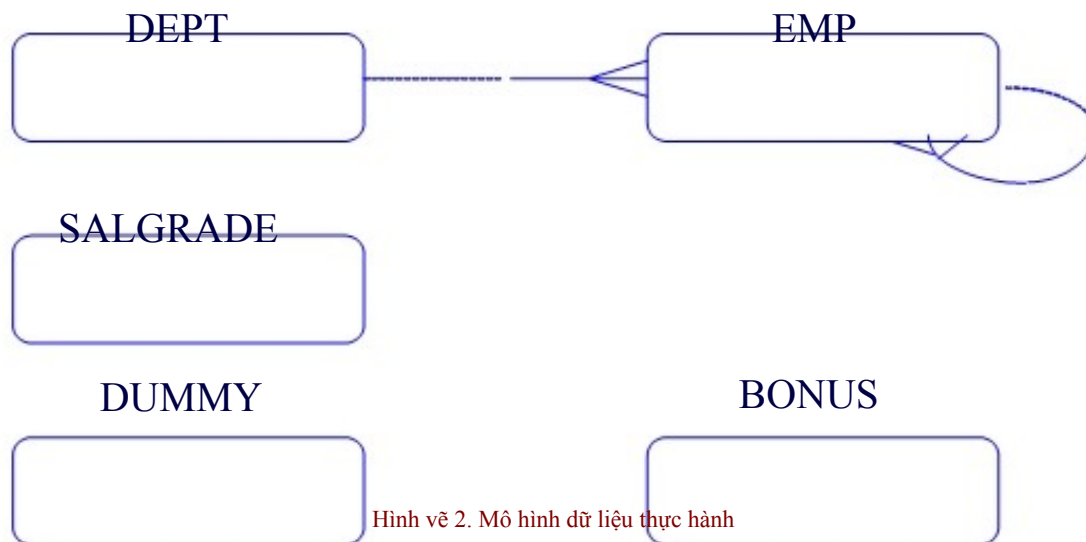 DEPT
EMP
SALGRADE
DUMMY
BONUS
Hình vẽ 2. Mô hình dữ liệu thực hành